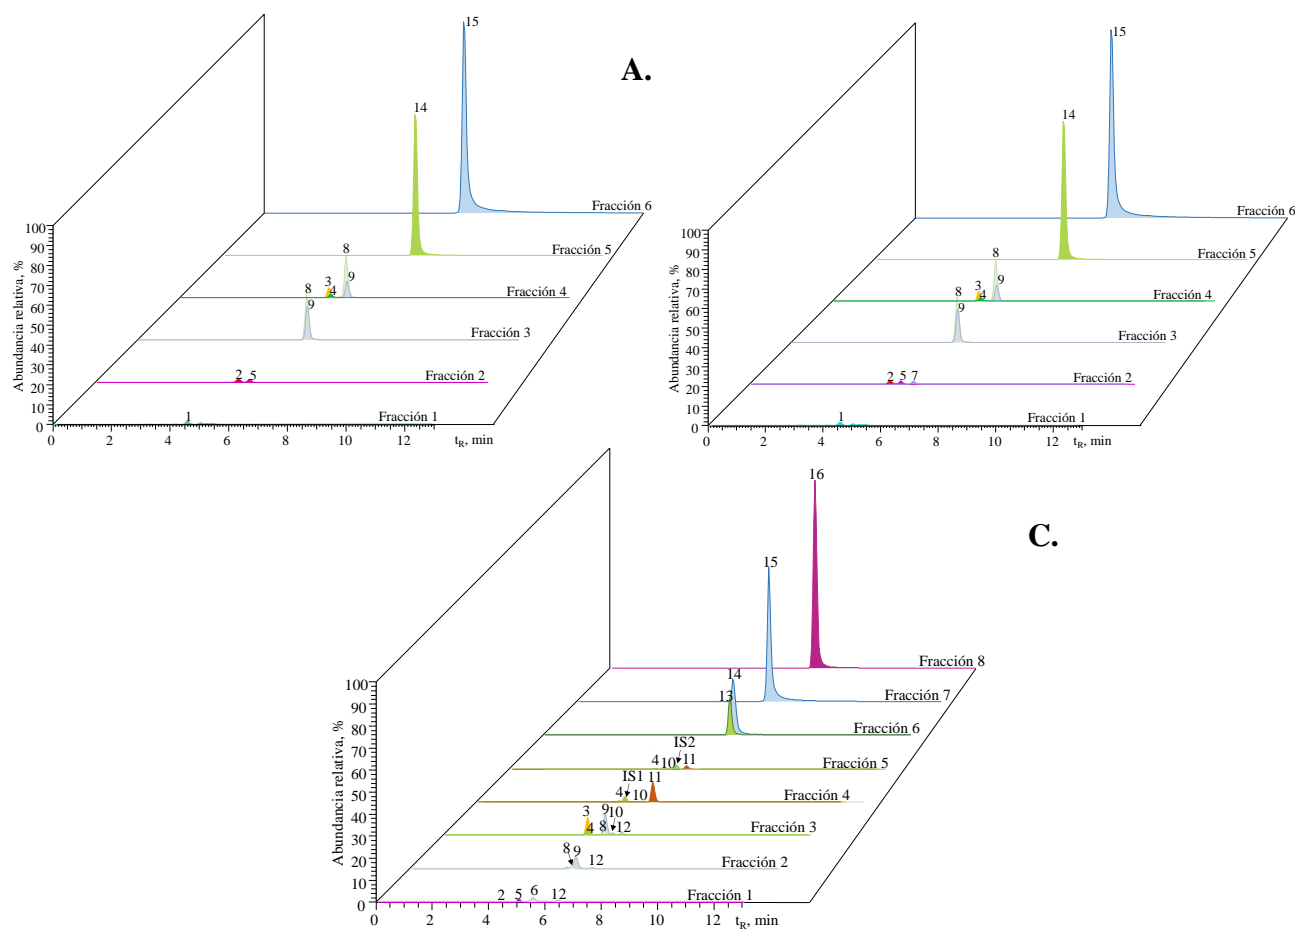 A.
15
14
8
3
4
9
8
9
2
5
1
Fracción 6
Fracción 5
Fracción 4
Fracción 3
Fracción 2
Fracción 1
Abundancia relativa, %
100
90
80
70
60
50
40
30
20
10
0
0 2 4 6 8 10 12
tR, min
15
14
8
3
4
9
8
9
2 5 7
1
Fracción 6
Fracción 5
Fracción 4
Fracción 3
Fracción 2
Fracción 1
Abundancia relativa, %
100
90
80
70
60
50
40
30
20
10
0
0 2 4 6 8 10 12
tR, min
C.
16
15
14
13
IS2
4 10 11
IS1
4 10 11
3
4
9
8
10
12
8
9
12
2 5 6 12
Fracción 8
Fracción 7
Fracción 6
Fracción 5
Fracción 4
Fracción 3
Fracción 2
Fracción 1
Abundancia relativa, %
100
90
80
70
60
50
40
30
20
10
0
0 2 4 6 8 10 12
tR, min